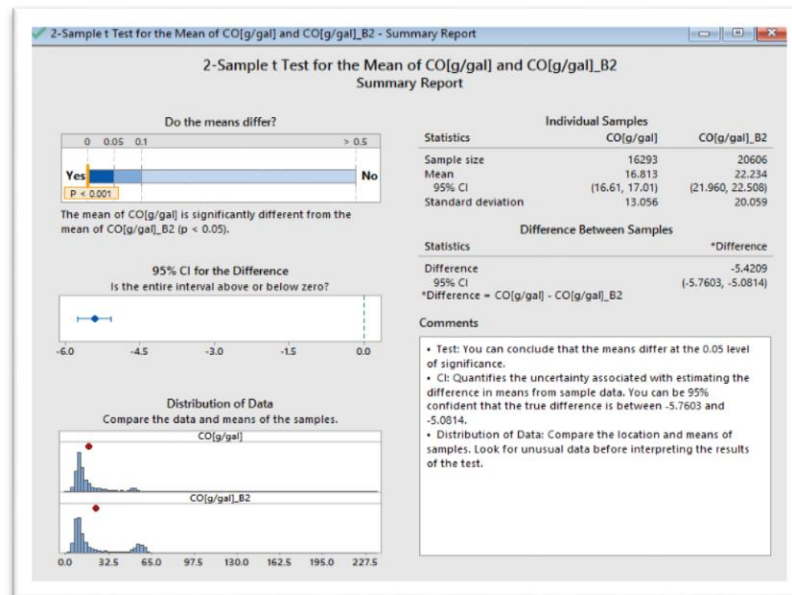 2-Sample t Test for the Mean of CO[g/gal] and CO[g/gal]_B2 - Summary Report
2-Sample t Test for the Mean of CO[g/gal] and CO[g/gal]_B2
Summary Report
Do the means differ?
0 0.05 0.1 > 0.5
Yes No
P < 0.001
The mean of CO[g/gal] is significantly different from the
mean of CO[g/gal]_B2 (p < 0.05).
95% CI for the Difference
Is the entire interval above or below zero?
-6.0 -4.5 -3.0 -1.5 0.0
Distribution of Data
Compare the data and means of the samples.
CO[g/gal]
CO[g/gal]_B2
0.0 32.5 65.0 97.5 130.0 162.5 195.0 227.5
Individual Samples
Statistics CO[g/gal] CO[g/gal]_B2
Sample size 16293 20606
Mean 16.813 22.234
95% CI (16.61, 17.01) (21.960, 22.508)
Standard deviation 13.056 20.059
Difference Between Samples
Statistics *Difference
Difference -5.4209
95% CI (-5.7603, -5.0814)
*Difference = CO[g/gal] - CO[g/gal]_B2
Comments
• Test: You can conclude that the means differ at the 0.05 level
of significance.
• CI: Quantifies the uncertainty associated with estimating the
difference in means from sample data. You can be 95%
confident that the true difference is between -5.7603 and
-5.0814.
• Distribution of Data: Compare the location and means of
samples. Look for unusual data before interpreting the results
of the test.